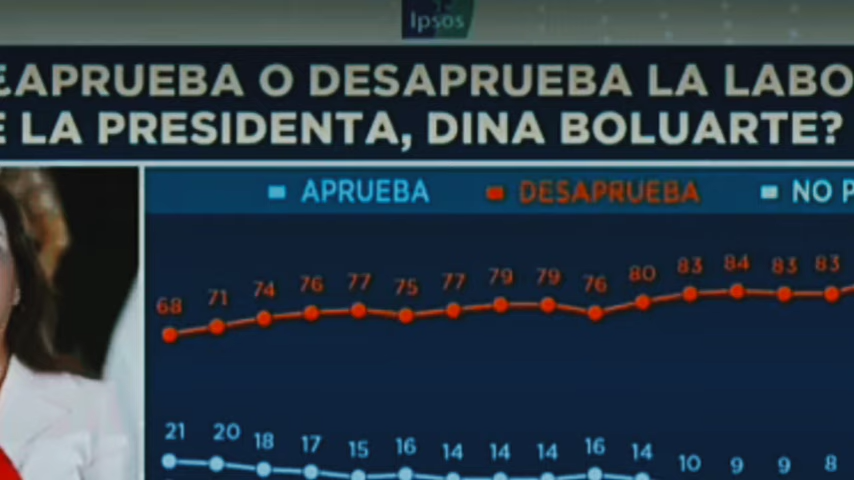 Ipsos
¿APRUEBA O DESAPRUEBA LA LABO
E LA PRESIDENTA, DINA BOLUARTE?
APRUEBA DESAPRUEBA NO P
68 71 74 76 77 75 77 79 79 76 80 83 84 83 83
21 20 18 17 15 16 14 14 14 16 14 10 9 9 8